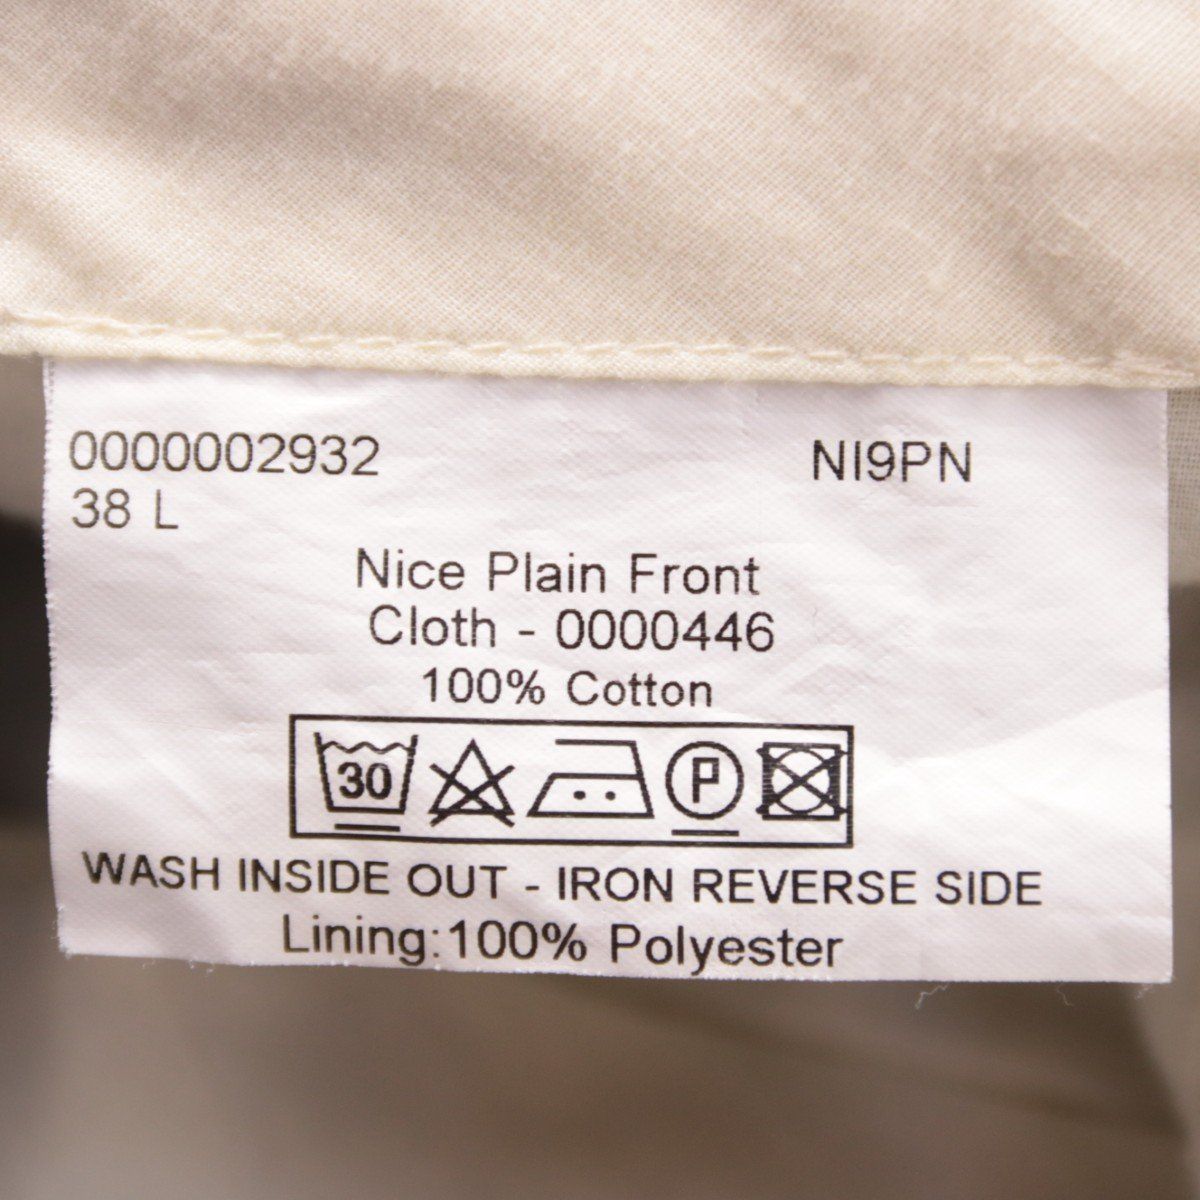 0000002932 NI9PN
38 L
Nice Plain Front
Cloth - 0000446
100% Cotton
30 P
WASH INSIDE OUT - IRON REVERSE SIDE
Lining:100% Polyester